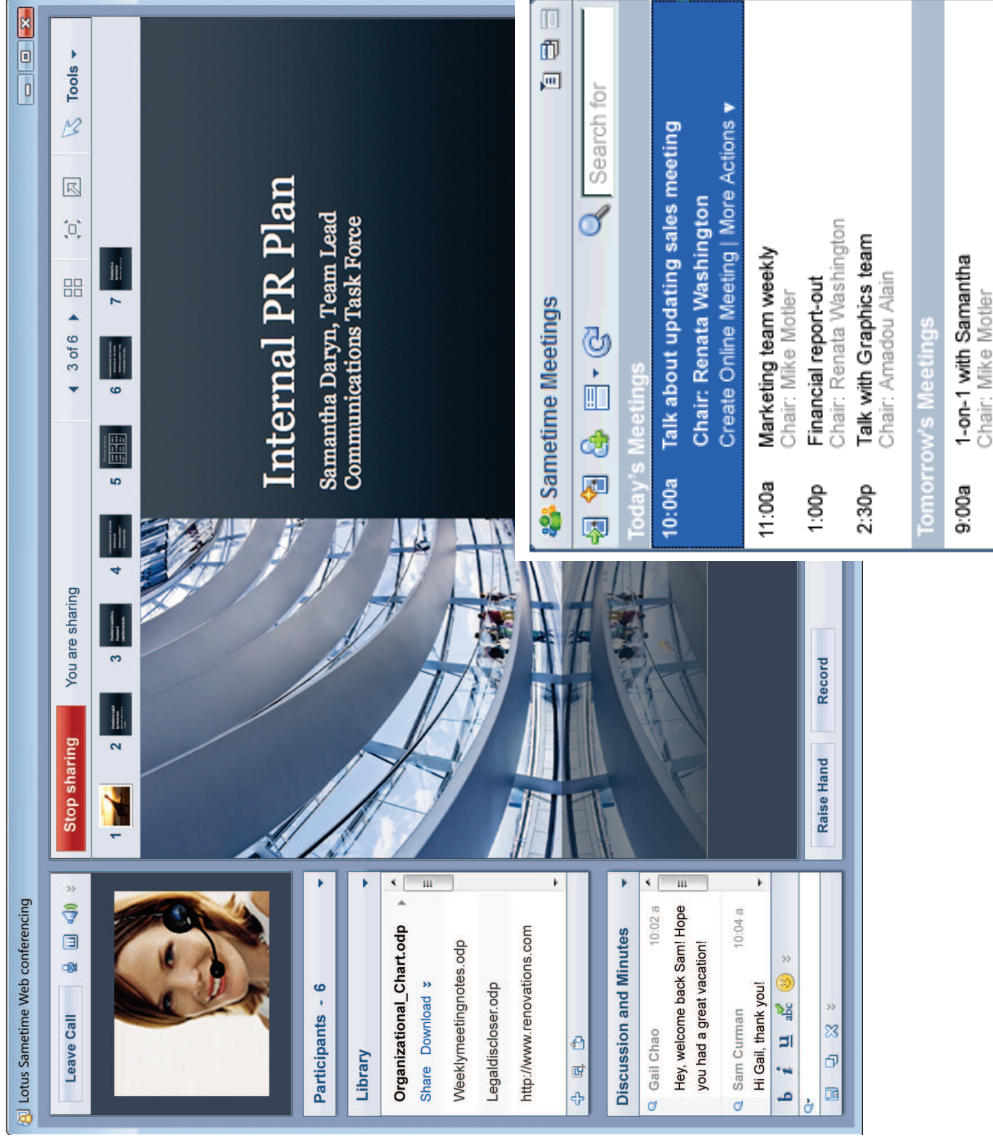 Lotus Sametime Web conferencing
Leave Call
Participants - 6
Library
Organizational_Chart.odp
Share Download
Weeklymeetingnotes.odp
Legaldiscloser.odp
http://www.renovations.com
Discussion and Minutes
Gail Chao 10:02 a
Hey, welcome back Sam! Hope
you had a great vacation!
Sam Curman 10:04 a
Hi Gail, thank you!
b i u abc
Stop sharing
You are sharing
3 of 6
Tools
1 2 3 4 5 6 7
Internal PR Plan
Samantha Daryn, Team Lead
Communications Task Force
Raise Hand
Record
Sametime Meetings
Search for
Today's Meetings
10:00a Talk about updating sales meeting
Chair: Renata Washington
Create Online Meeting | More Actions
11:00a Marketing team weekly
Chair: Mike Motler
1:00p Financial report-out
Chair: Renata Washington
2:30p Talk with Graphics team
Chair: Amadou Alain
Tomorrow's Meetings
9:00a 1-on-1 with Samantha
Chair: Mike Motler